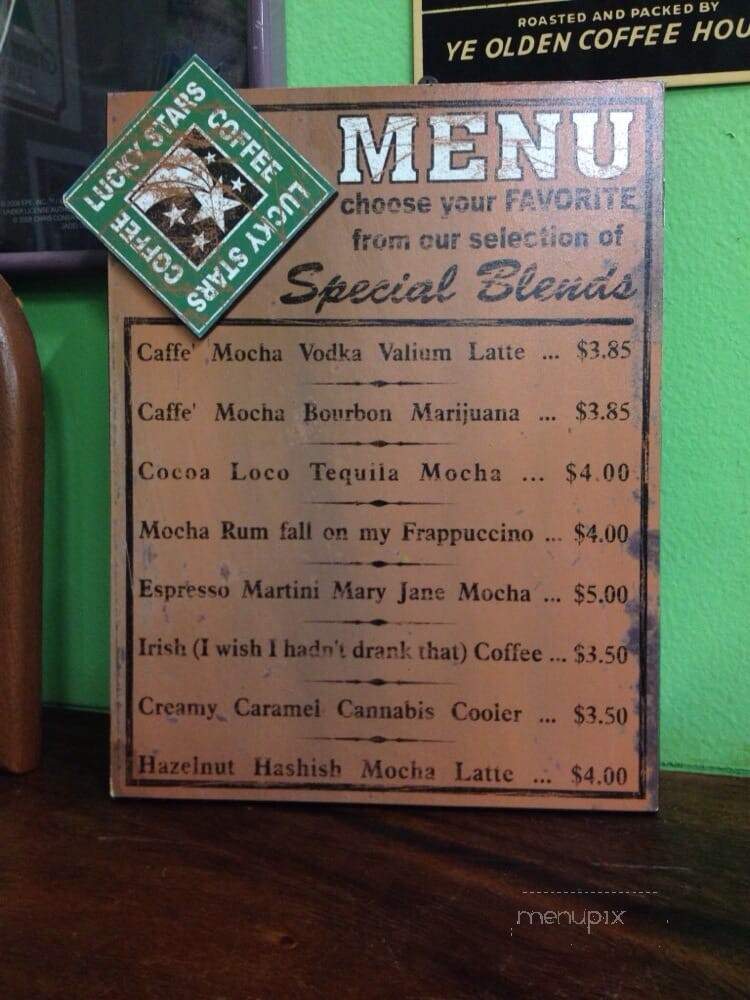 ROASTED AND PACKED BY
YE OLDEN COFFEE HOU
LUCKY STARS
COFFEE
LUCKY STARS
COFFEE
MENU
choose your FAVORITE
from our selection of
Special Blends
Caffe' Mocha Vodka Valium Latte ... $3.85
Caffe' Mocha Bourbon Marijuana ... $3.85
Cocoa Loco Tequila Mocha ... $4.00
Mocha Rum fall on my Frappuccino ... $4.00
Espresso Martini Mary Jane Mocha ... $5.00
Irish (I wish I hadn't drank that) Coffee ... $3.50
Creamy Caramel Cannabis Cooler ... $3.50
Hazelnut Hashish Mocha Latte ... $4.00
menupix